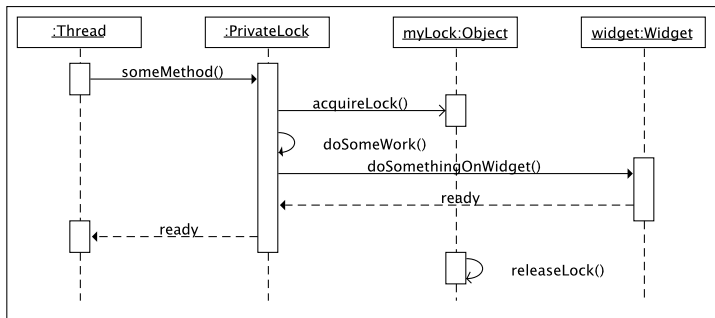 :Thread
:PrivateLock
myLock:Object
widget:Widget
someMethod()
acquireLock()
doSomeWork()
doSomethingOnWidget()
ready
ready
releaseLock()